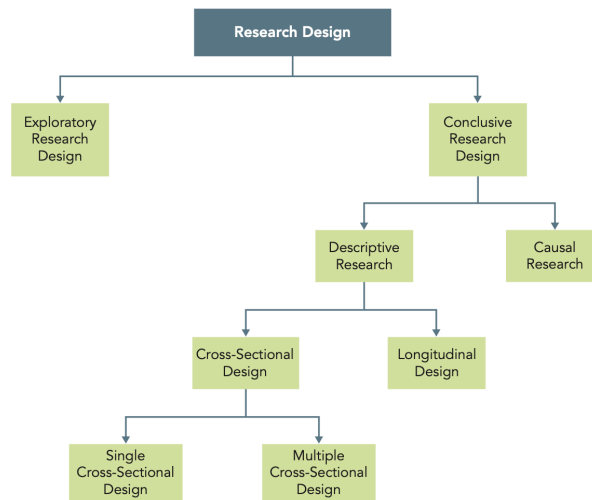 Research Design
Exploratory
Research
Design
Conclusive
Research
Design
Descriptive
Research
Causal
Research
Cross-Sectional
Design
Longitudinal
Design
Single
Cross-Sectional
Design
Multiple
Cross-Sectional
Design